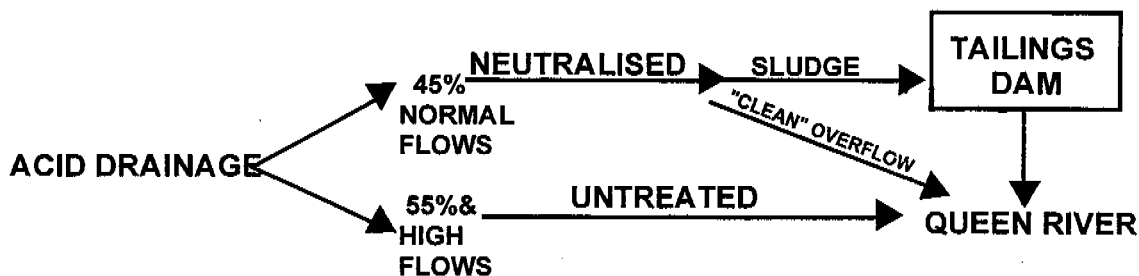 ACID DRAINAGE
45%
NORMAL
FLOWS
NEUTRALISED
SLUDGE
TAILINGS
DAM
"CLEAN" OVERFLOW
55%&
HIGH
FLOWS
UNTREATED
QUEEN RIVER